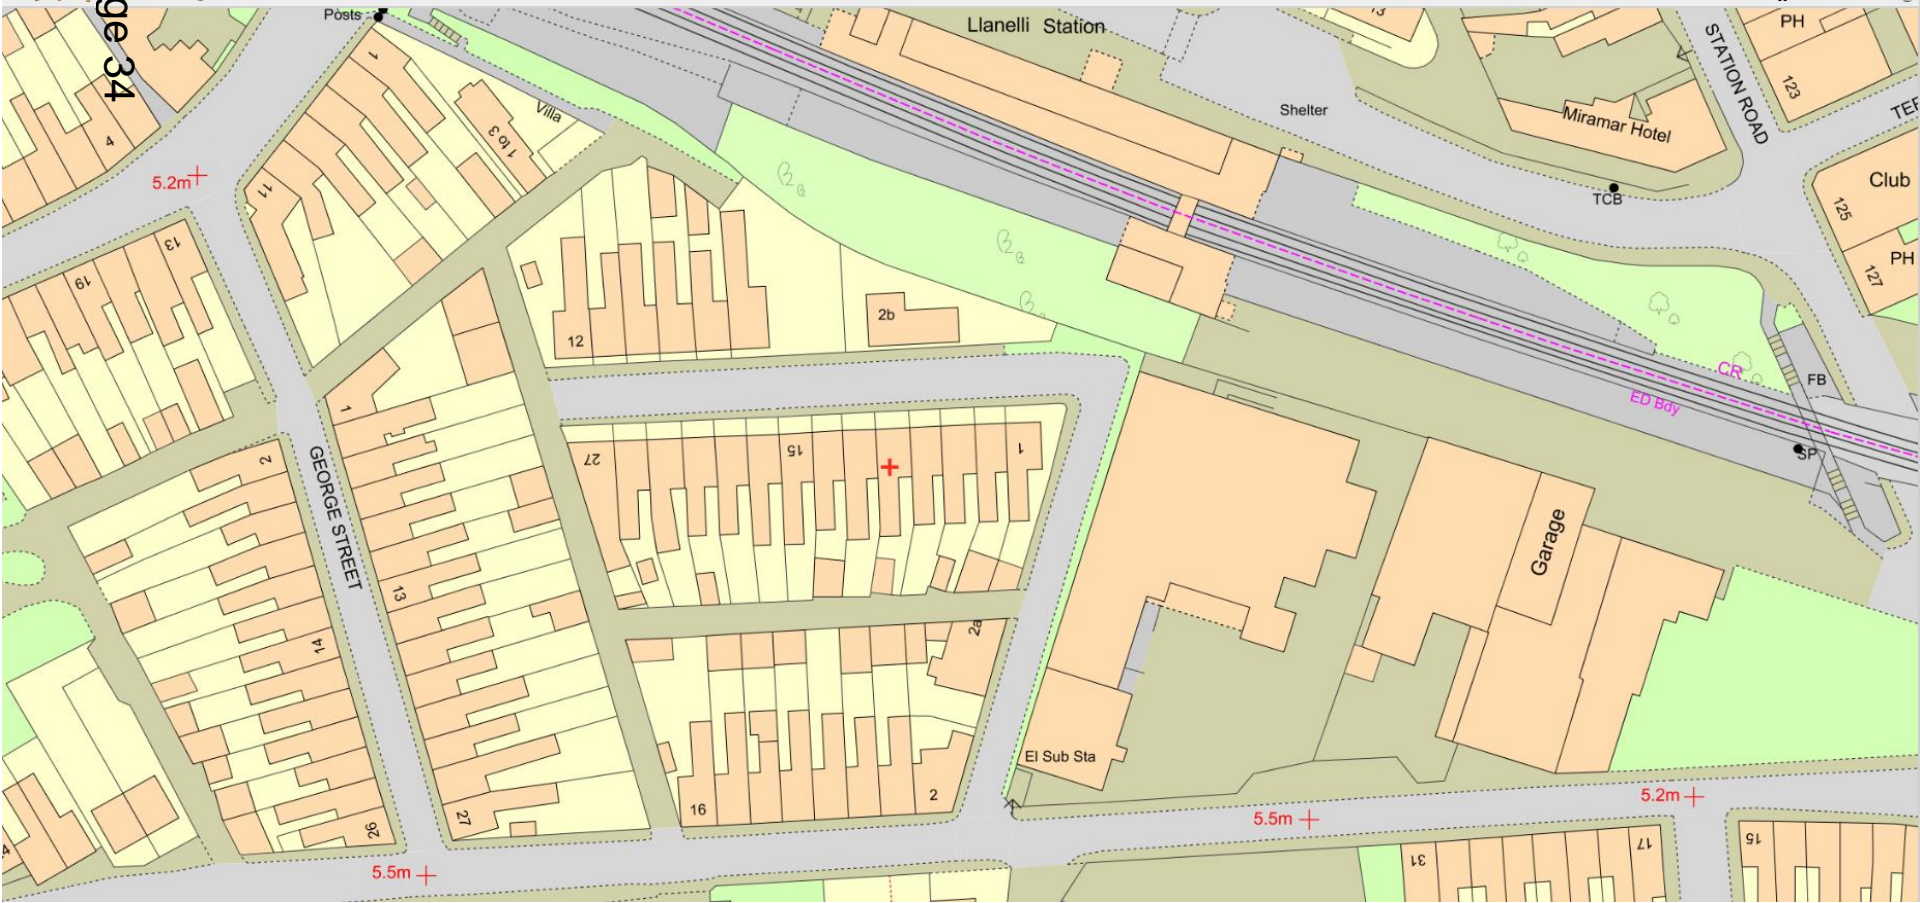 ge 34
Posts
Llanelli Station
13
PH
123
STATION ROAD
1
4
Villa
1 to 3
Shelter
Miramar Hotel
TER
5.2m
11
TCB
Club
125
PH
127
13
19
12
2b
CR
FB
ED Bdy
1
SP
2
27
15
1
GEORGE STREET
Garage
13
14
2a
El Sub Sta
5.2m
16
2
27
26
5.5m
5.5m
4
31
17
15